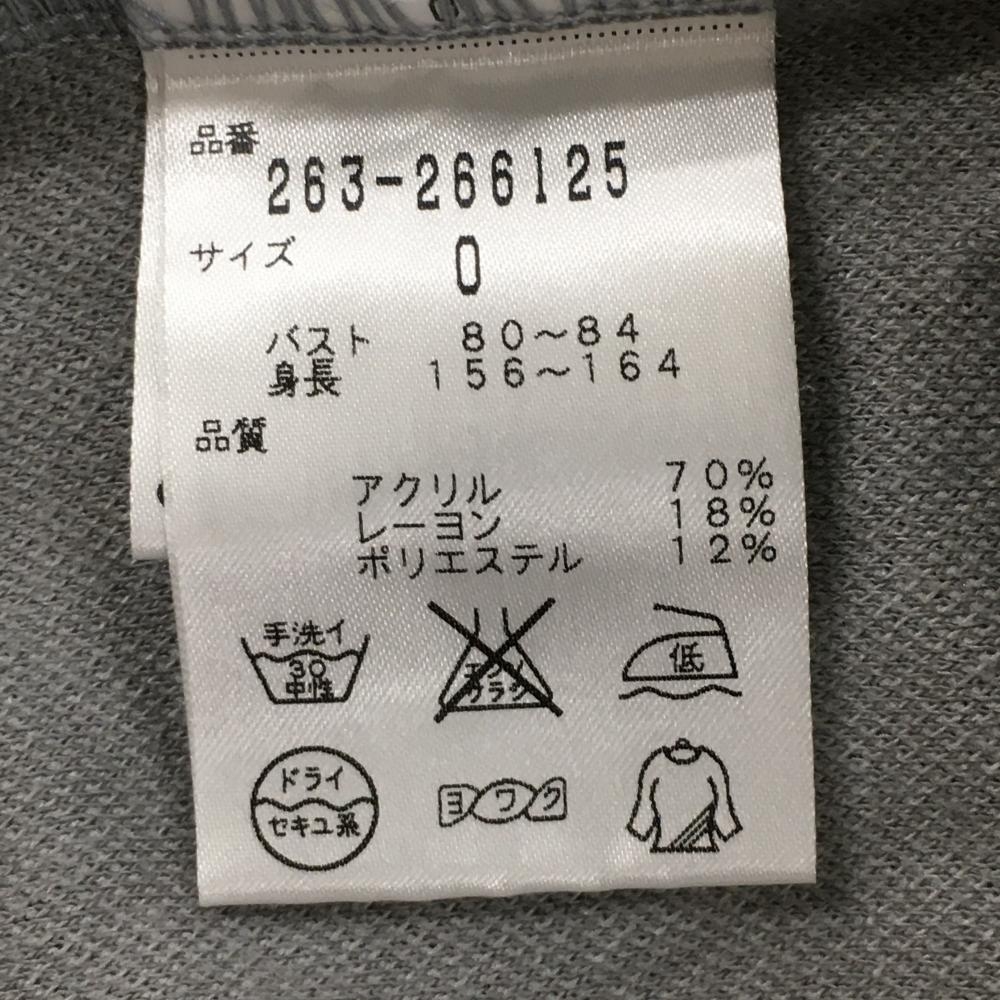 品番
263-266125
サイズ 0
バスト 80～84
身長 156～164
品質
アクリル 70%
レーヨン 18%
ポリエステル 12%
手洗イ
30
中性
エンソ
サラシ
低
ドライ
セキユ系
ヨワク